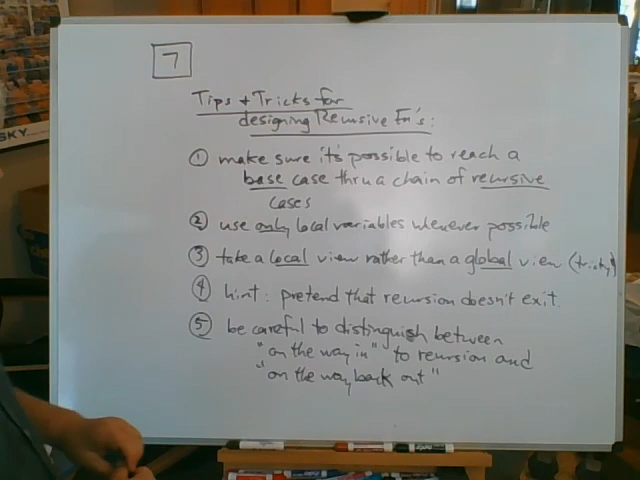 7
Tips + Tricks for
designing Recursive Fn's:
① make sure it's possible to reach a
base case thru a chain of recursive
cases
② use only local variables whenever possible
③ take a local view rather than a global view (tricky)
④ hint: pretend that recursion doesn't exit.
⑤ be careful to distinguish between
"on the way in" to recursion and
"on the way back out"
SKY